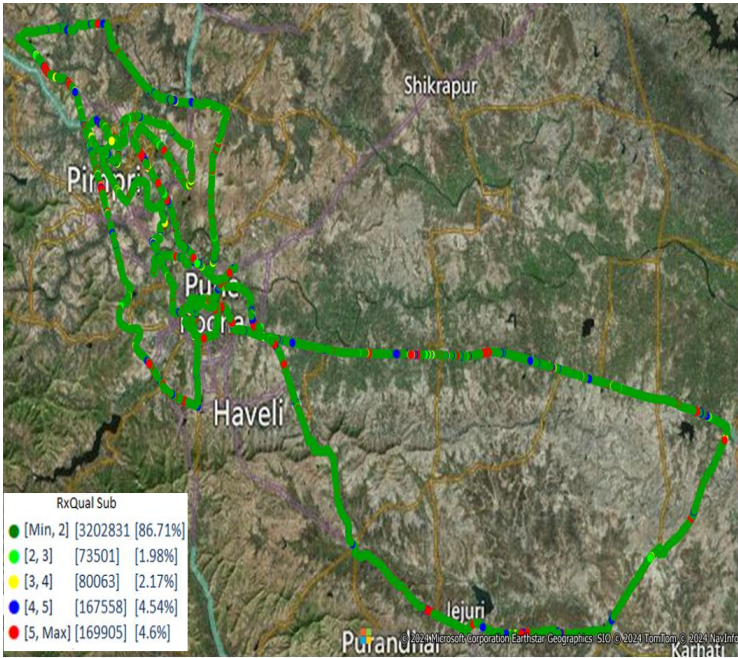 Shikrapur
Pimpri
Pune
Poona
Haveli
RxQual Sub
[Min, 2] [3202831 [86.71%]
[2, 3] [73501] [1.98%]
[3, 4] [80063] [2.17%]
[4, 5] [167558] [4.54%]
[5, Max] [169905] [4.6%]
Jejuri
Purandhar
© 2024 Microsoft Corporation Earthstar Geographics SIO © 2024 TomTom, © 2024 NavInfo
Karhati